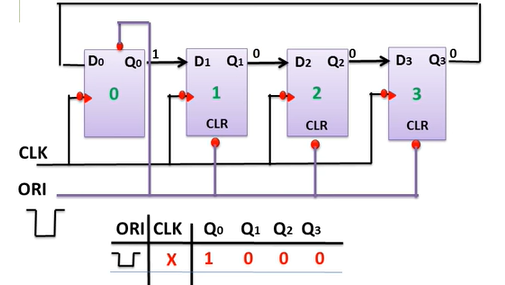 D0 Q0 1 D1 Q1 0 D2 Q2 0 D3 Q3 0
0 1 2 3
CLR CLR CLR
CLK
ORI
ORI CLK Q0 Q1 Q2 Q3
X 1 0 0 0